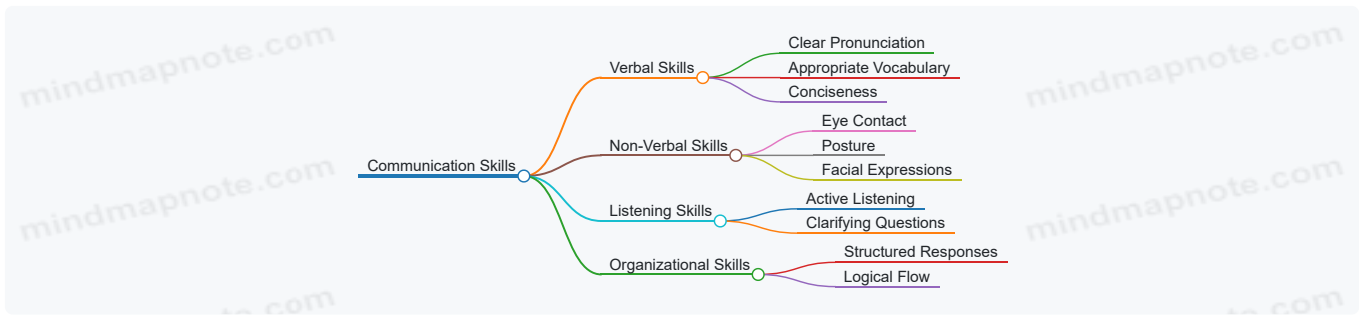 Communication Skills
Verbal Skills
Clear Pronunciation
Appropriate Vocabulary
Conciseness
Non-Verbal Skills
Eye Contact
Posture
Facial Expressions
Listening Skills
Active Listening
Clarifying Questions
Organizational Skills
Structured Responses
Logical Flow
mindmapnote.com
mindmapnote.com
mindmapnote.com
mindmapnote.com
mindmapnote.com
mindmapnote.com